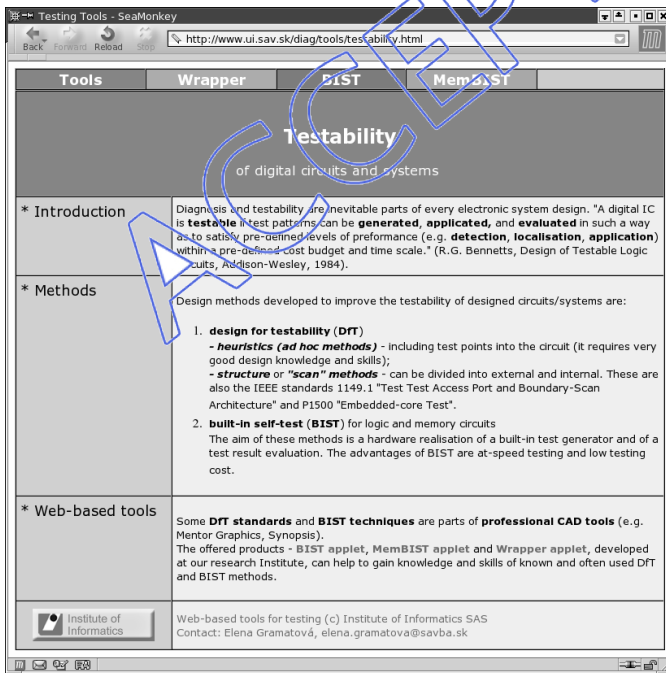 Testing Tools - SeaMonkey
Back Forward Reload Stop
http://www.ui.sav.sk/diag/tools/testability.html
Tools Wrapper BIST MemBIST
Testability
of digital circuits and systems
* Introduction
Diagnosis and testability are inevitable parts of every electronic system design. "A digital IC
is testable if test patterns can be generated, applicated, and evaluated in such a way
as to satisfy pre-defined levels of preformance (e.g. detection, localisation, application)
within a pre-defined cost budget and time scale." (R.G. Bennetts, Design of Testable Logic
Circuits, Addison-Wesley, 1984).
* Methods
Design methods developed to improve the testability of designed circuits/systems are:
1. design for testability (DfT)
- heuristics (ad hoc methods) - including test points into the circuit (it requires very
good design knowledge and skills);
- structure or "scan" methods - can be divided into external and internal. These are
also the IEEE standards 1149.1 "Test Test Access Port and Boundary-Scan
Architecture" and P1500 "Embedded-core Test".
2. built-in self-test (BIST) for logic and memory circuits
The aim of these methods is a hardware realisation of a built-in test generator and of a
test result evaluation. The advantages of BIST are at-speed testing and low testing
cost.
* Web-based tools
Some DfT standards and BIST techniques are parts of professional CAD tools (e.g.
Mentor Graphics, Synopsis).
The offered products - BIST applet, MemBIST applet and Wrapper applet, developed
at our research Institute, can help to gain knowledge and skills of known and often used DfT
and BIST methods.
Institute of
Informatics
Web-based tools for testing (c) Institute of Informatics SAS
Contact: Elena Gramatová, elena.gramatova@savba.sk